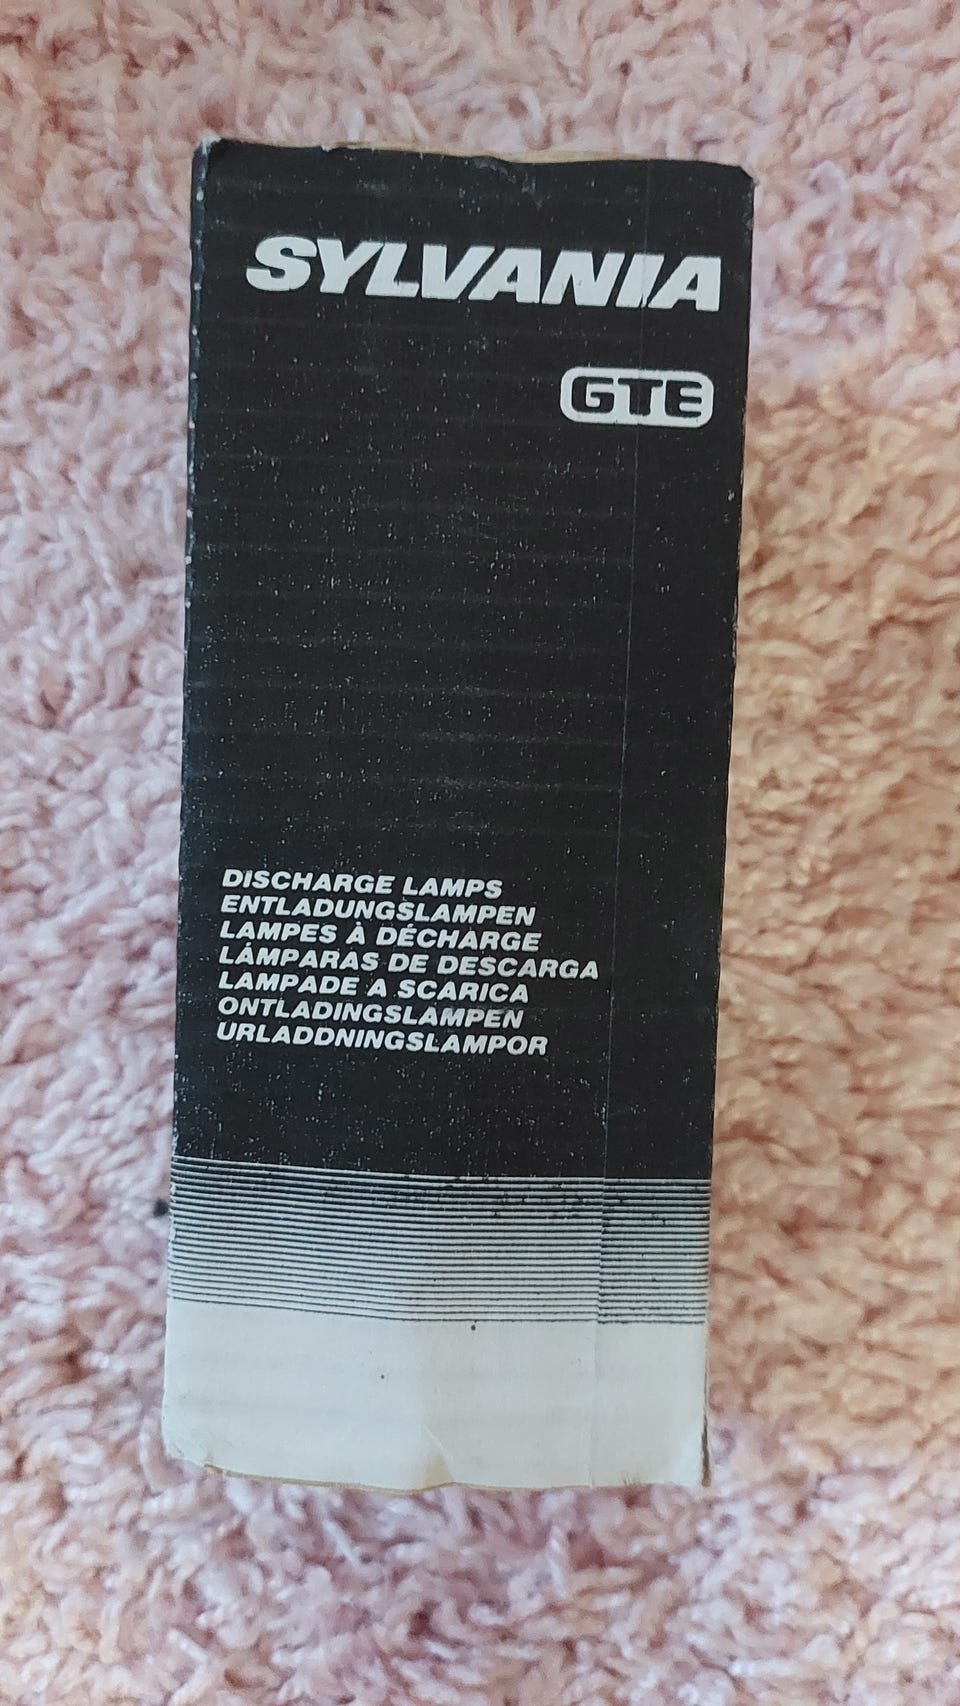 SYLVANIA
GTE
DISCHARGE LAMPS
ENTLADUNGSLAMPEN
LAMPES À DÉCHARGE
LÁMPARAS DE DESCARGA
LAMPADE A SCARICA
ONTLADINGSLAMPEN
URLADDNINGSLAMPOR